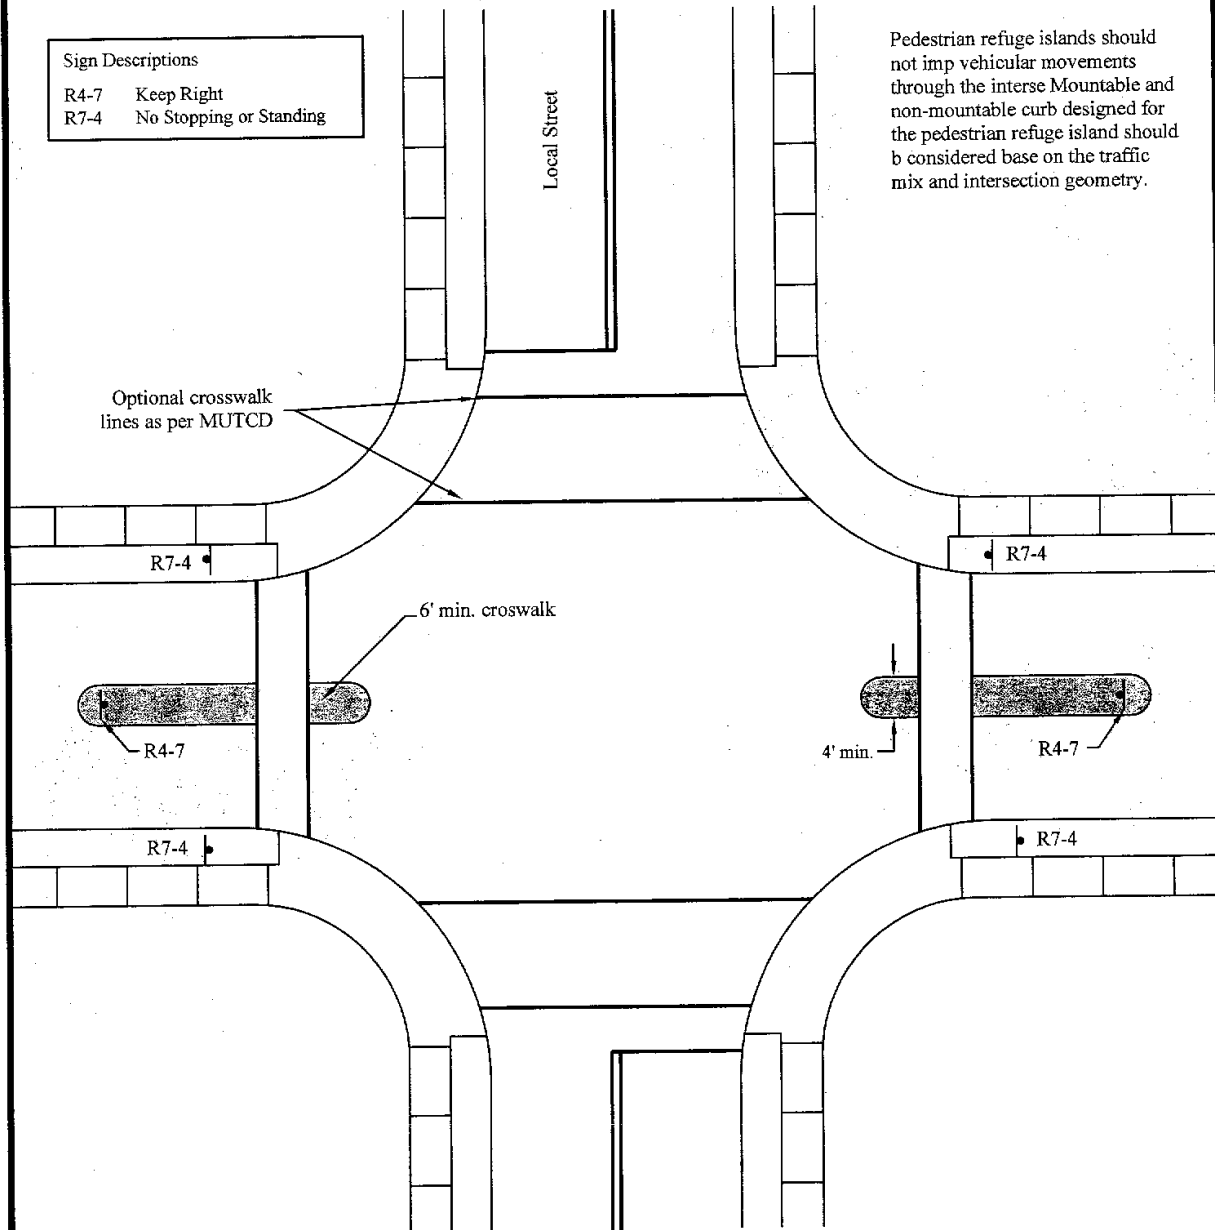 Sign Descriptions
R4-7 Keep Right
R7-4 No Stopping or Standing
Pedestrian refuge islands should
not imp vehicular movements
through the interse Mountable and
non-mountable curb designed for
the pedestrian refuge island should
b considered base on the traffic
mix and intersection geometry.
Local Street
Optional crosswalk
lines as per MUTCD
R7-4
R7-4
6' min. croswalk
R4-7
4' min.
R4-7
R7-4
R7-4